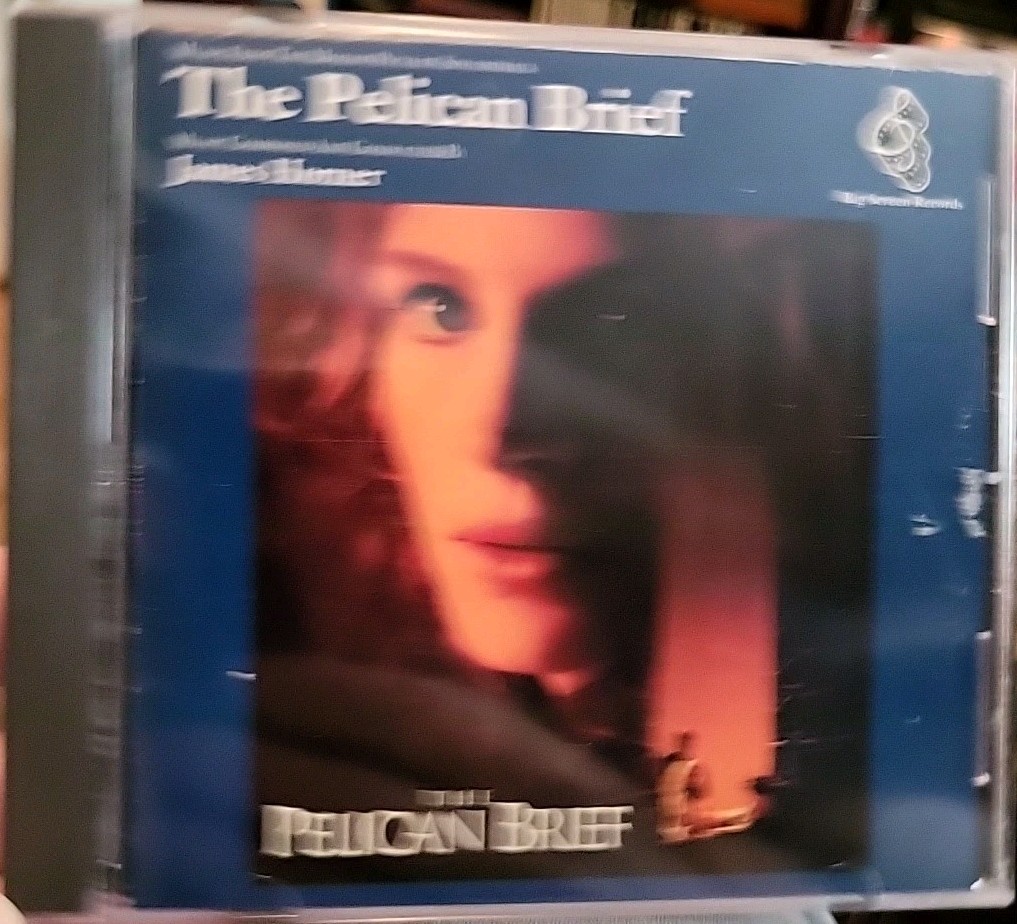 The Pelican Brief
James Horner
Big Screen Records
THE
PELICAN BRIEF